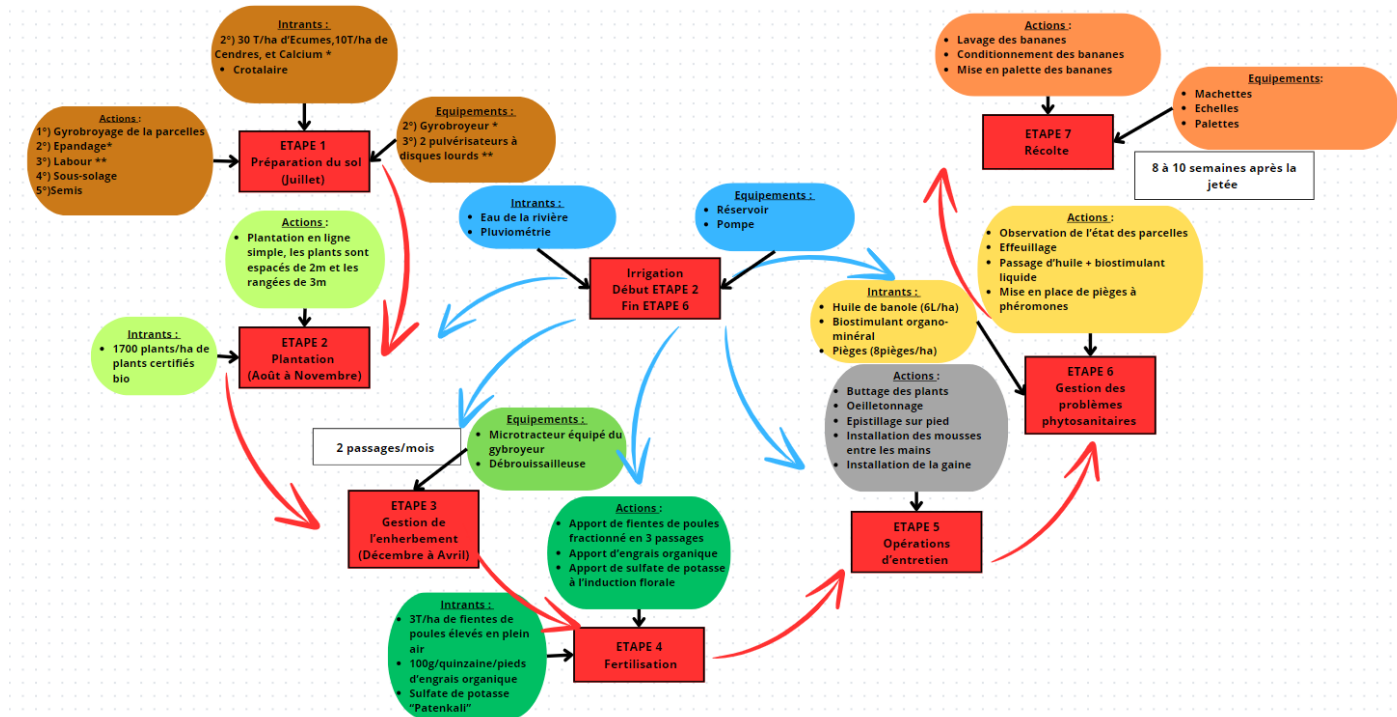 Intrants :
2°) 30 T/ha d'Ecumes,10T/ha de
Cendres, et Calcium *
Crotalaire
Actions :
1°) Gyrobroyage de la parcelles
2°) Epandage*
3°) Labour **
4°) Sous-solage
5°)Semis
Equipements :
2°) Gyrobroyeur *
3°) 2 pulvérisateurs à
disques lourds **
ETAPE 1
Préparation du sol
(Juillet)
Actions :
Plantation en ligne
simple, les plants sont
espacés de 2m et les
rangées de 3m
Intrants :
1700 plants/ha de
plants certifiés
bio
ETAPE 2
Plantation
(Août à Novembre)
Intrants :
Eau de la rivière
Pluviométrie
Equipements :
Réservoir
Pompe
Irrigation
Début ETAPE 2
Fin ETAPE 6
2 passages/mois
Equipements :
Microtracteur équipé du
gybroyeur
Débrouissailleuse
ETAPE 3
Gestion de
l'enherbement
(Décembre à Avril)
Actions :
Apport de fientes de poules
fractionné en 3 passages
Apport d'engrais organique
Apport de sulfate de potasse
à l'induction florale
Intrants :
3T/ha de fientes de
poules élevés en plein
air
100g/quinzaine/pieds
d'engrais organique
Sulfate de potasse
"Patenkali"
ETAPE 4
Fertilisation
Actions :
Buttage des plants
Oeilletonnage
Epistillage sur pied
Installation des mousses
entre les mains
Installation de la gaine
ETAPE 5
Opérations
d'entretien
Intrants :
Huile de banole (6L/ha)
Biostimulant organo-
minéral
Pièges (8pièges/ha)
Actions :
Observation de l'état des parcelles
Effeuillage
Passage d'huile + biostimulant
liquide
Mise en place de pièges à
phéromones
ETAPE 6
Gestion des
problèmes
phytosanitaires
Actions :
Lavage des bananes
Conditionnement des bananes
Mise en palette des bananes
Equipements:
Machettes
Echelles
Palettes
ETAPE 7
Récolte
8 à 10 semaines après la
jetée